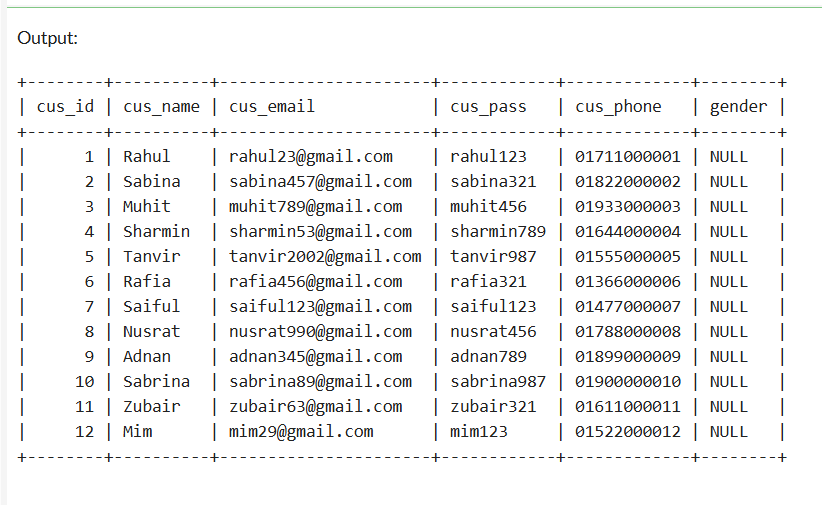 Output:
+--------+----------+----------------------+------------+-------------+--------+
| cus_id | cus_name | cus_email            | cus_pass   | cus_phone   | gender |
+--------+----------+----------------------+------------+-------------+--------+
|      1 | Rahul    | rahul23@gmail.com    | rahul123   | 01711000001 | NULL   |
|      2 | Sabina   | sabina457@gmail.com  | sabina321  | 01822000002 | NULL   |
|      3 | Muhit    | muhit789@gmail.com   | muhit456   | 01933000003 | NULL   |
|      4 | Sharmin  | sharmin53@gmail.com  | sharmin789 | 01644000004 | NULL   |
|      5 | Tanvir   | tanvir2002@gmail.com | tanvir987  | 01555000005 | NULL   |
|      6 | Rafia    | rafia456@gmail.com   | rafia321   | 01366000006 | NULL   |
|      7 | Saiful   | saiful123@gmail.com  | saiful123  | 01477000007 | NULL   |
|      8 | Nusrat   | nusrat990@gmail.com  | nusrat456  | 01788000008 | NULL   |
|      9 | Adnan    | adnan345@gmail.com   | adnan789   | 01899000009 | NULL   |
|     10 | Sabrina  | sabrina89@gmail.com  | sabrina987 | 01900000010 | NULL   |
|     11 | Zubair   | zubair63@gmail.com   | zubair321  | 01611000011 | NULL   |
|     12 | Mim      | mim29@gmail.com      | mim123     | 01522000012 | NULL   |
+--------+----------+----------------------+------------+-------------+--------+